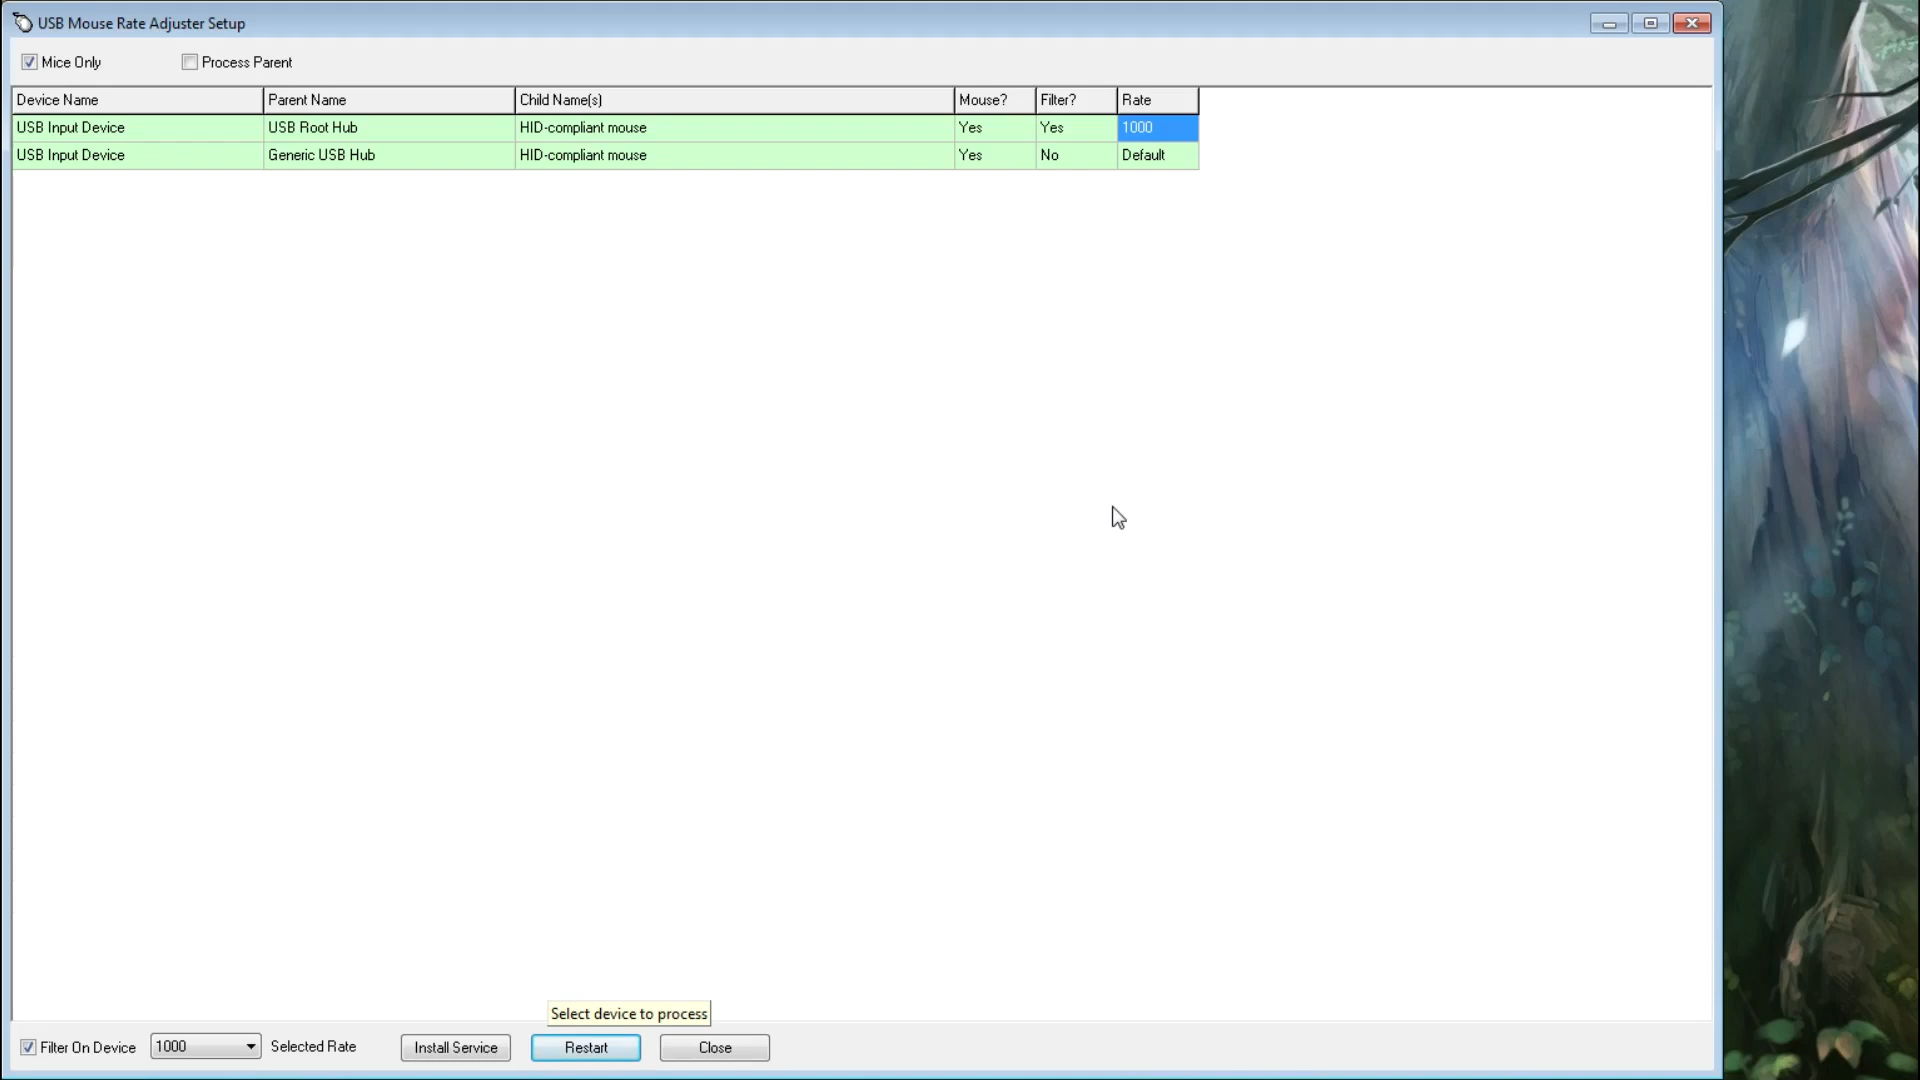 USB Mouse Rate Adjuster Setup
Mice Only Process Parent
Device Name Parent Name Child Name(s) Mouse? Filter? Rate
USB Input Device USB Root Hub HID-compliant mouse Yes Yes 1000
USB Input Device Generic USB Hub HID-compliant mouse Yes No Default
Select device to process
Filter On Device 1000 Selected Rate Install Service Restart Close